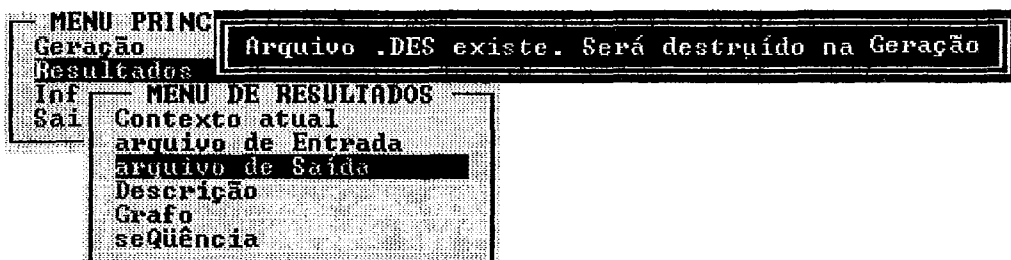 MENU PRINC
Arquivo .DES existe. Será destruído na Geração
Geração
Resultados
Inf
Sai
MENU DE RESULTADOS
Contexto atual
arquivo de Entrada
arquivo de Saída
Descrição
Grafo
seQüência